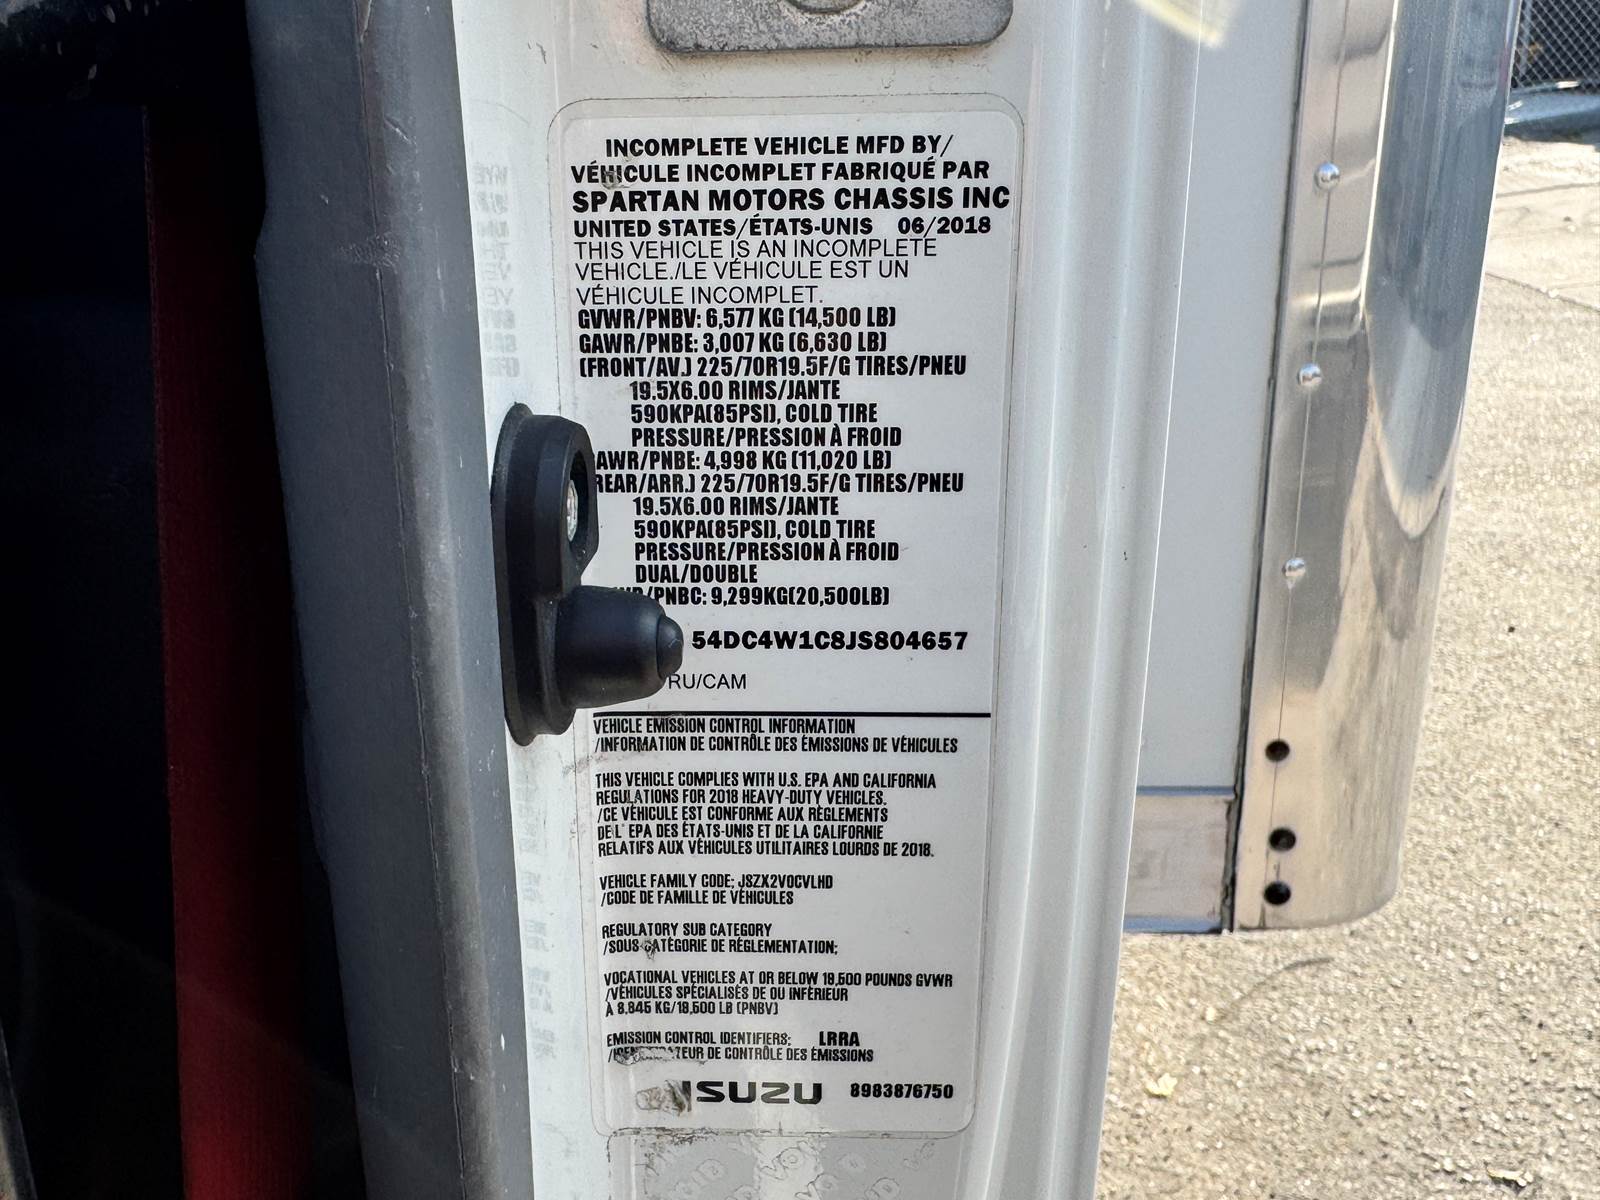 INCOMPLETE VEHICLE MFD BY/
VÉHICULE INCOMPLET FABRIQUÉ PAR
SPARTAN MOTORS CHASSIS INC
UNITED STATES/ÉTATS-UNIS 06/2018
THIS VEHICLE IS AN INCOMPLETE
VEHICLE./LE VÉHICULE EST UN
VÉHICULE INCOMPLET.
GVWR/PNBV: 6,577 KG (14,500 LB)
GAWR/PNBE: 3,007 KG (6,630 LB)
(FRONT/AV.) 225/70R19.5F/G TIRES/PNEU
19.5X6.00 RIMS/JANTE
590KPA(85PSI), COLD TIRE
PRESSURE/PRESSION À FROID
AWR/PNBE: 4,998 KG (11,020 LB)
REAR/ARR.) 225/70R19.5F/G TIRES/PNEU
19.5X6.00 RIMS/JANTE
590KPA(85PSI), COLD TIRE
PRESSURE/PRESSION À FROID
DUAL/DOUBLE
/PNBC: 9,299KG(20,500LB)
54DC4W1C8JS804657
RU/CAM
VEHICLE EMISSION CONTROL INFORMATION
/INFORMATION DE CONTRÔLE DES ÉMISSIONS DE VÉHICULES
THIS VEHICLE COMPLIES WITH U.S. EPA AND CALIFORNIA
REGULATIONS FOR 2018 HEAVY-DUTY VEHICLES.
/CE VÉHICULE EST CONFORME AUX RÈGLEMENTS
DE L' EPA DES ÉTATS-UNIS ET DE LA CALIFORNIE
RELATIFS AUX VÉHICULES UTILITAIRES LOURDS DE 2018.
VEHICLE FAMILY CODE: JSZX2VOCVLHD
/CODE DE FAMILLE DE VÉHICULES
REGULATORY SUB CATEGORY
/SOUS-CATÉGORIE DE RÉGLEMENTATION:
VOCATIONAL VEHICLES AT OR BELOW 19,500 POUNDS GVWR
/VÉHICULES SPÉCIALISÉS DE OU INFÉRIEUR
À 8,845 KG/19,500 LB (PNBV)
EMISSION CONTROL IDENTIFIERS: LRRA
/IDENTIFICATEUR DE CONTRÔLE DES ÉMISSIONS
ISUZU 8983876750
VOID VOID VOID